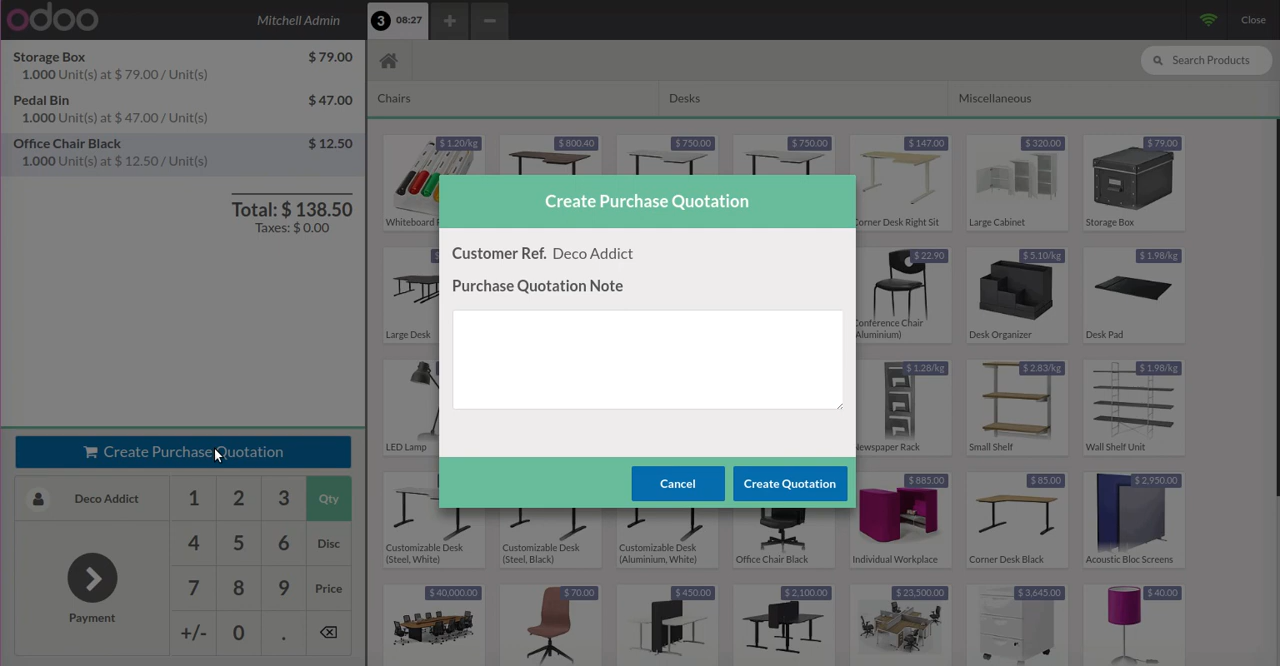 odoo
Mitchell Admin
3 08:27
Close
Storage Box $ 79.00
1.000 Unit(s) at $ 79.00 / Unit(s)
Pedal Bin $ 47.00
1.000 Unit(s) at $ 47.00 / Unit(s)
Office Chair Black $ 12.50
1.000 Unit(s) at $ 12.50 / Unit(s)
Total: $ 138.50
Taxes: $ 0.00
Create Purchase Quotation
Deco Addict
1 2 3 Qty
4 5 6 Disc
7 8 9 Price
+/- 0 .
Payment
Search Products
Chairs Desks Miscellaneous
$ 1.20/kg $ 800.40 $ 750.00 $ 750.00 $ 147.00 $ 320.00 $ 79.00
Whiteboard
Corner Desk Right Sit
Large Cabinet
Storage Box
$ 22.90 $ 5.10/kg $ 1.98/kg
Large Desk
Conference Chair
(Aluminium)
Desk Organizer
Desk Pad
$ 1.28/kg $ 2.83/kg $ 1.98/kg
LED Lamp
Newspaper Rack
Small Shelf
Wall Shelf Unit
$ 885.00 $ 85.00 $ 2,950.00
Customizable Desk
(Steel, White)
Customizable Desk
(Steel, Black)
Customizable Desk
(Aluminium, White)
Office Chair Black
Individual Workplace
Corner Desk Black
Acoustic Bloc Screens
$ 40,000.00 $ 70.00 $ 450.00 $ 2,100.00 $ 23,500.00 $ 3,645.00 $ 40.00
Create Purchase Quotation
Customer Ref. Deco Addict
Purchase Quotation Note
Cancel
Create Quotation